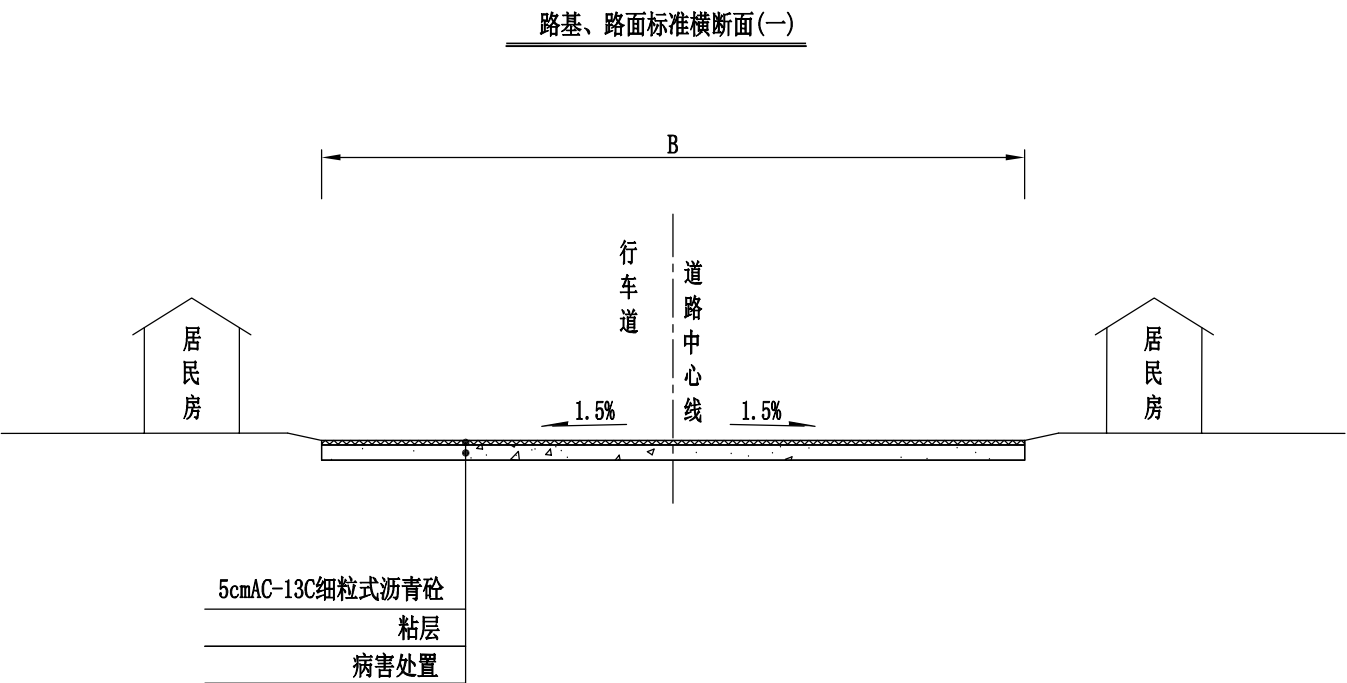 路基、路面标准横断面(一)
B
行车道
道路中心线
居民房
居民房
1.5%
1.5%
5cmAC-13C细粒式沥青砼
粘层
病害处置